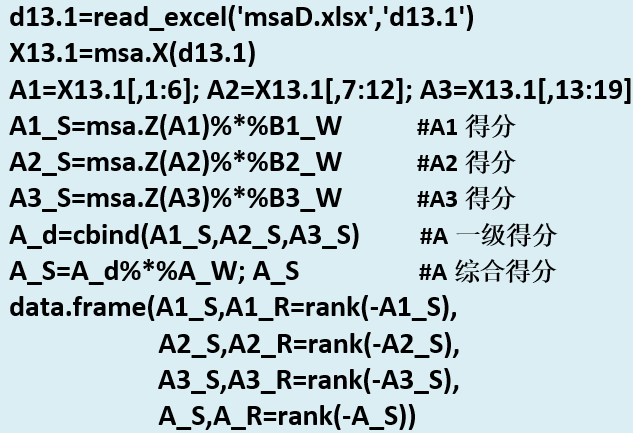 d13.1=read_excel('msaD.xlsx','d13.1')
X13.1=msa.X(d13.1)
A1=X13.1[,1:6]; A2=X13.1[,7:12]; A3=X13.1[,13:19]
A1_S=msa.Z(A1)%*%B1_W #A1 得分
A2_S=msa.Z(A2)%*%B2_W #A2 得分
A3_S=msa.Z(A3)%*%B3_W #A3 得分
A_d=cbind(A1_S,A2_S,A3_S) #A 一级得分
A_S=A_d%*%A_W; A_S #A 综合得分
data.frame(A1_S,A1_R=rank(-A1_S),
A2_S,A2_R=rank(-A2_S),
A3_S,A3_R=rank(-A3_S),
A_S,A_R=rank(-A_S))